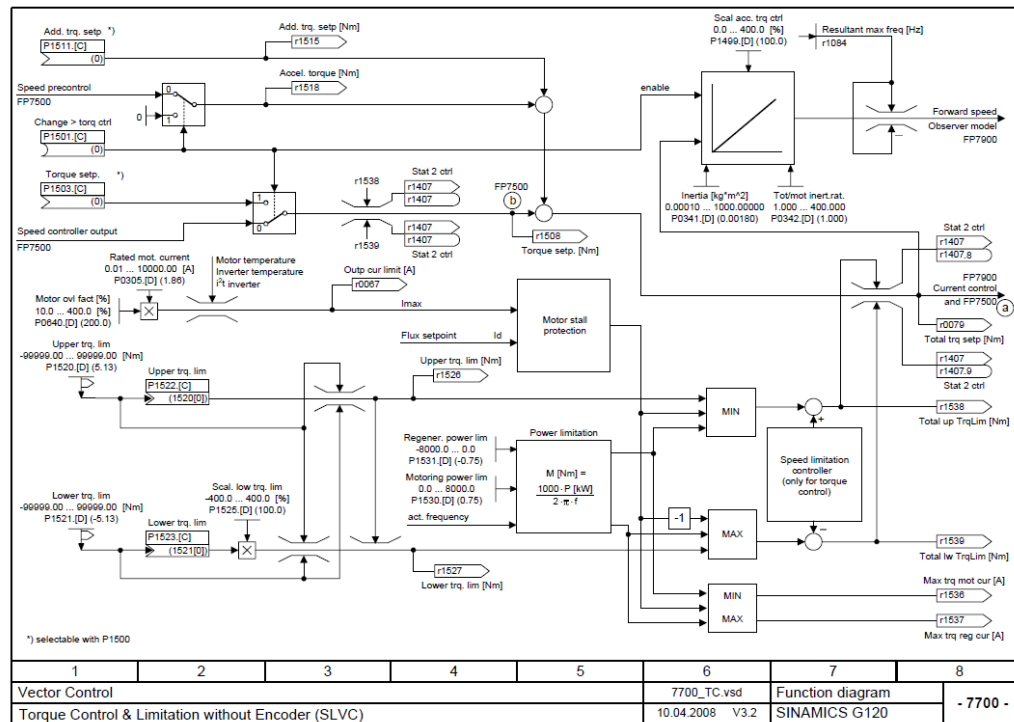 Add. trq. setp *)
P1511.[C]
(0)
Add. trq. setp [Nm]
r1515
Accel. torque [Nm]
r1518
Speed precontrol
FP7500
0
1
0
Change > torq ctrl
P1501.[C]
(0)
Torque setp. *)
P1503.[C]
(0)
Speed controller output
FP7500
1
0
r1538
r1539
Stat 2 ctrl
r1407
r1407
r1407
r1407
Stat 2 ctrl
FP7500
b
r1508
Torque setp. [Nm]
Scal acc. trq ctrl
0.0 ... 400.0 [%]
P1499.[D] (100.0)
Resultant max freq [Hz]
r1084
enable
Forward speed
Observer model
FP7900
Inertia [kg*m^2]
0.00010 ... 1000.00000
P0341.[D] (0.00180)
Tot/mot inert.rat.
1.000 ... 400.000
P0342.[D] (1.000)
Stat 2 ctrl
r1407
r1407.8
FP7900
Current control
and FP7500
a
r0079
Total trq setp [Nm]
r1407
r1407.9
Stat 2 ctrl
Rated mot. current
0.01 ... 10000.00 [A]
P0305.[D] (1.86)
Motor temperature
Inverter temperature
i²t inverter
Motor ovl fact [%]
10.0 ... 400.0 [%]
P0640.[D] (200.0)
Outp cur limit [A]
r0067
Imax
Flux setpoint
Id
Motor stall
protection
Upper trq. lim
-99999.00 ... 99999.00 [Nm]
P1520.[D] (5.13)
Upper trq. lim
P1522.[C]
(1520[0])
Upper trq. lim [Nm]
r1526
MIN
+
r1538
Total up TrqLim [Nm]
Regener. power lim
-8000.0 ... 0.0
P1531.[D] (-0.75)
Motoring power lim
0.0 ... 8000.0
P1530.[D] (0.75)
act. frequency
Power limitation
M [Nm] =
1000·P [kW]
2·π·f
Speed limitation
controller
(only for torque
control)
Lower trq. lim
-99999.00 ... 99999.00 [Nm]
P1521.[D] (-5.13)
Scal. low trq. lim
-400.0 ... 400.0 [%]
P1525.[D] (100.0)
Lower trq. lim
P1523.[C]
(1521[0])
r1527
Lower trq. lim [Nm]
-1
MAX
–
r1539
Total lw TrqLim [Nm]
MIN
MAX
Max trq mot cur [A]
r1536
r1537
Max trq reg cur [A]
*) selectable with P1500
1 2 3 4 5 6 7 8
Vector Control
7700_TC.vsd
Function diagram
- 7700 -
Torque Control & Limitation without Encoder (SLVC)
10.04.2008 V3.2
SINAMICS G120